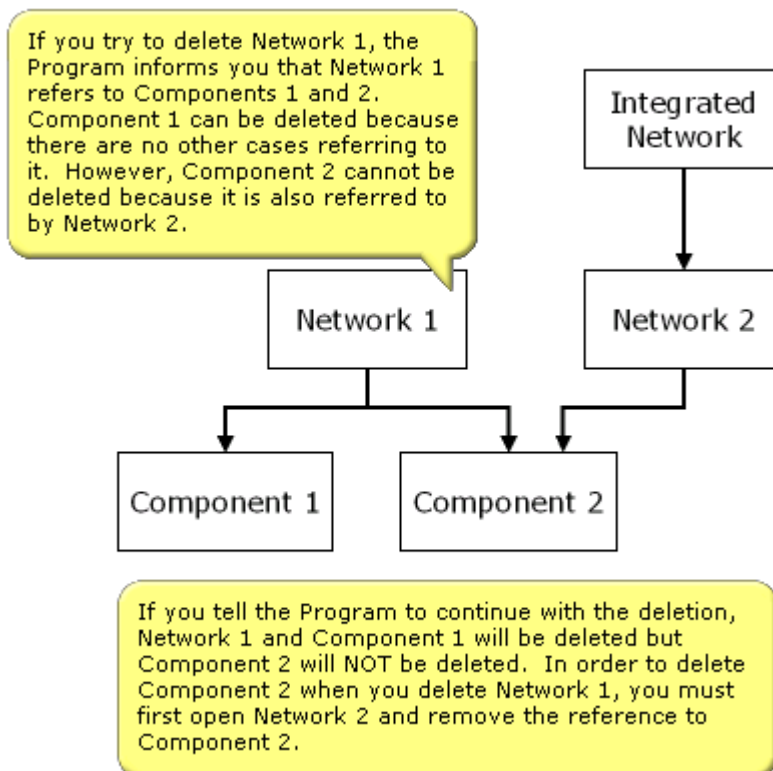 If you try to delete Network 1, the
Program informs you that Network 1
refers to Components 1 and 2.
Component 1 can be deleted because
there are no other cases referring to
it.  However, Component 2 cannot be
deleted because it is also referred to
by Network 2.
Integrated
Network
Network 1
Network 2
Component 1
Component 2
If you tell the Program to continue with the deletion,
Network 1 and Component 1 will be deleted but
Component 2 will NOT be deleted.  In order to delete
Component 2 when you delete Network 1, you must
first open Network 2 and remove the reference to
Component 2.